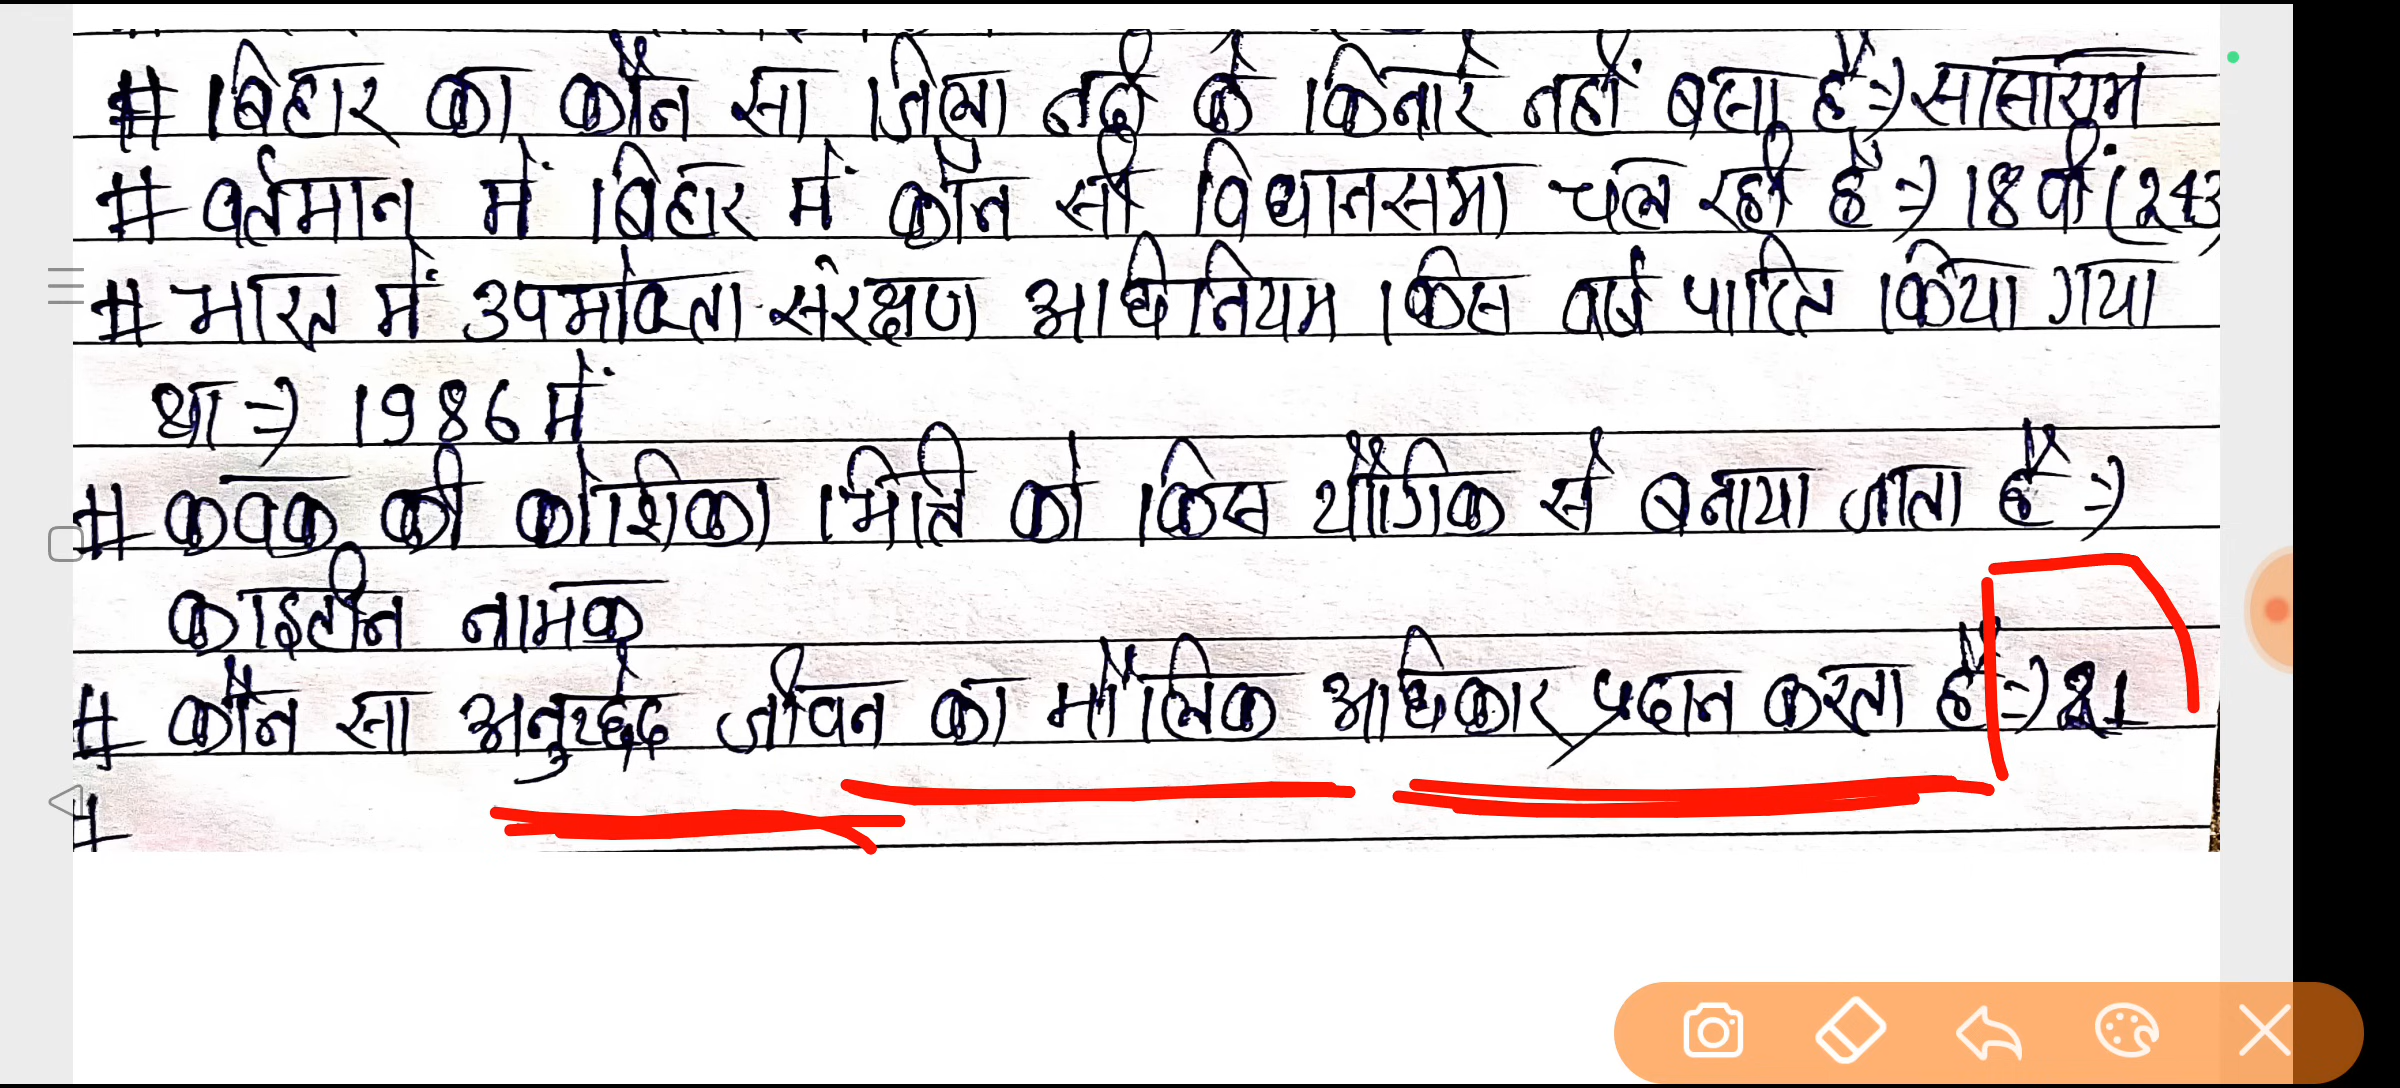 # बिहार का कौन सा जिला नदी के किनारे नहीं बसा है => सासाराम
# वर्तमान में बिहार में कौन सी विधानसभा चल रही है => 18 वीं (243)
# भारत में उपभोक्ता संरक्षण अधिनियम किस वर्ष पारित किया गया
था => 1986 में
# कवक की कोशिका भिति को किस यौगिक से बनाया जाता है =>
काइटीन नामक
# कौन सा अनुच्छेद जीवन का मौलिक अधिकार प्रदान करता है => 21
#